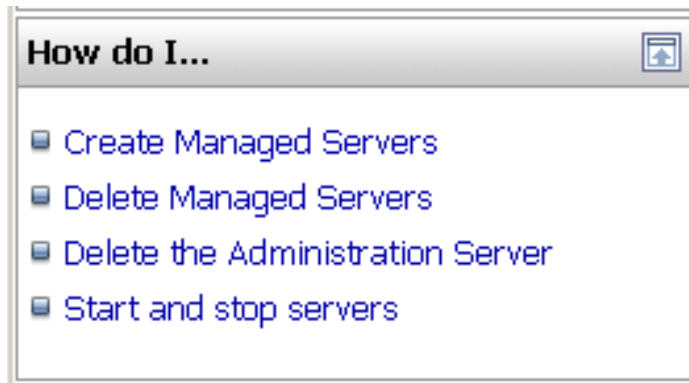 How do I...
Create Managed Servers
Delete Managed Servers
Delete the Administration Server
Start and stop servers